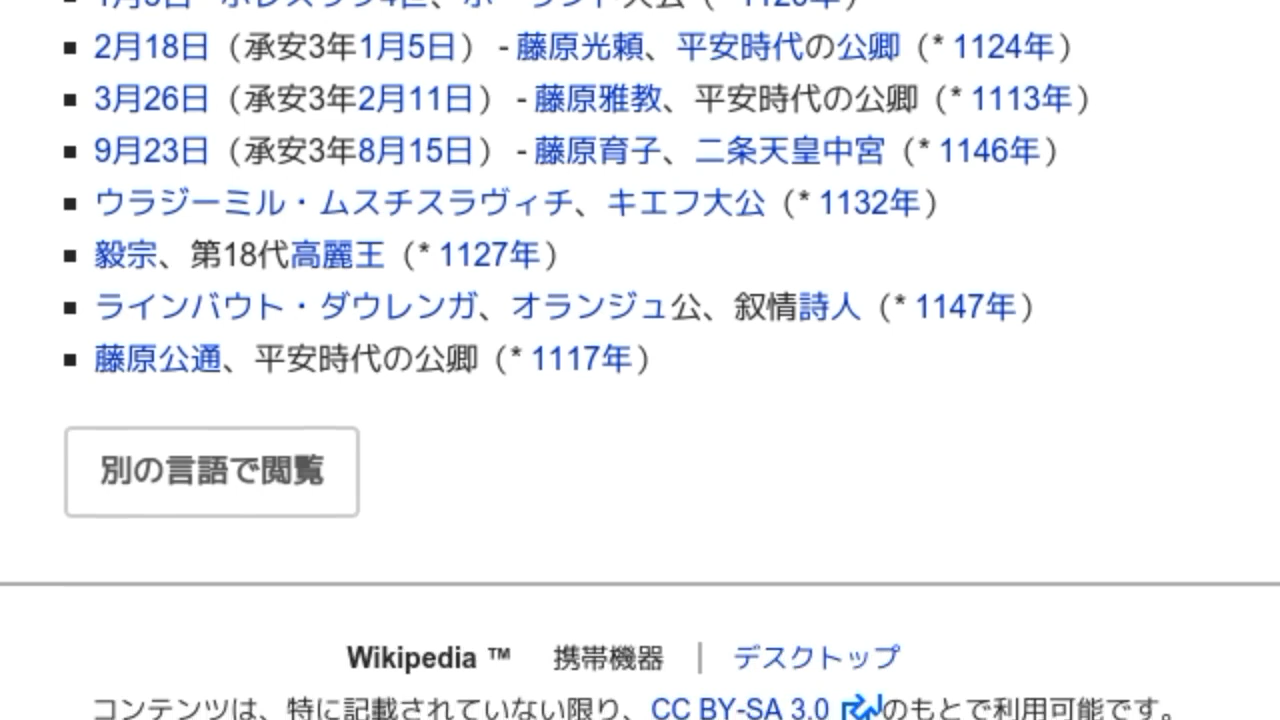 2月18日（承安3年1月5日） - 藤原光頼、平安時代の公卿（* 1124年）
3月26日（承安3年2月11日） - 藤原雅教、平安時代の公卿（* 1113年）
9月23日（承安3年8月15日） - 藤原育子、二条天皇中宮（* 1146年）
ウラジーミル・ムスチスラヴィチ、キエフ大公（* 1132年）
毅宗、第18代高麗王（* 1127年）
ラインバウト・ダウレンガ、オランジュ公、叙情詩人（* 1147年）
藤原公通、平安時代の公卿（* 1117年）
別の言語で閲覧
Wikipedia ™ 携帯機器 | デスクトップ
コンテンツは、特に記載されていない限り、CC BY-SA 3.0 のもとで利用可能です。